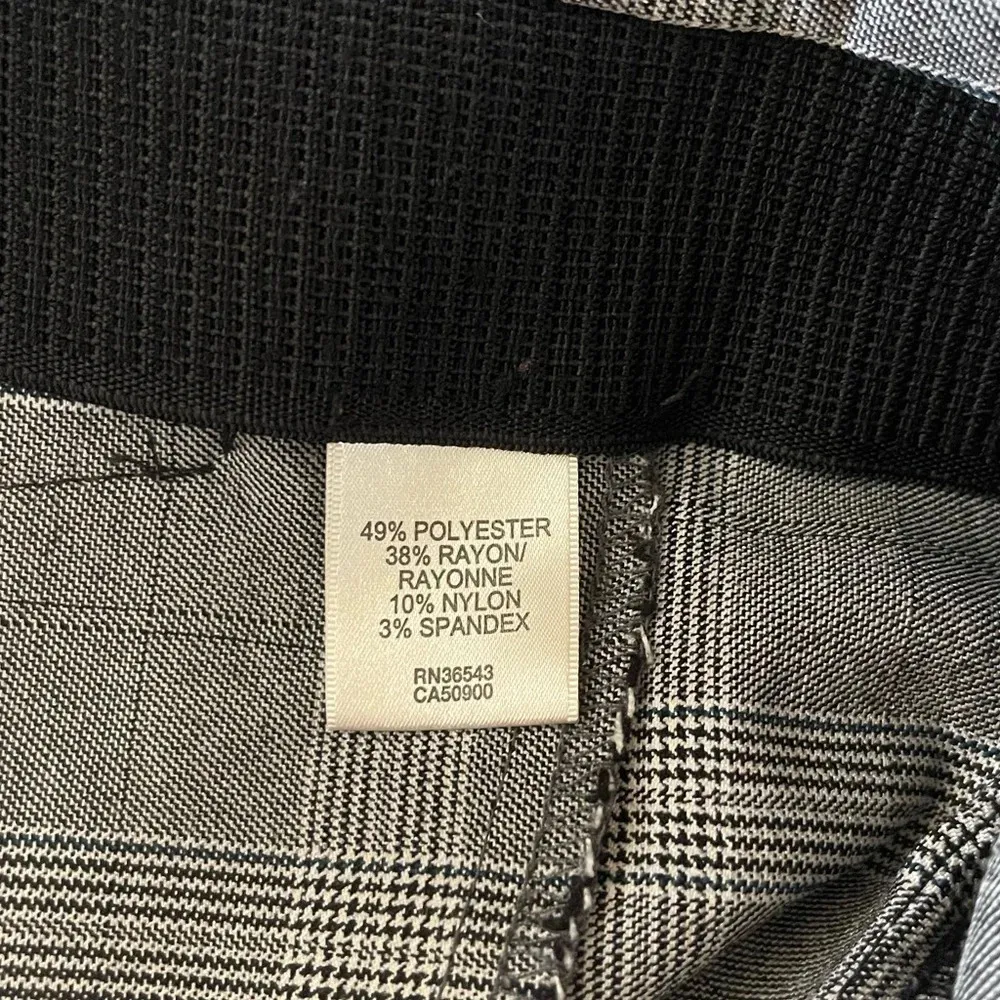 49% POLYESTER
38% RAYON/
RAYONNE
10% NYLON
3% SPANDEX
RN36543
CA50900